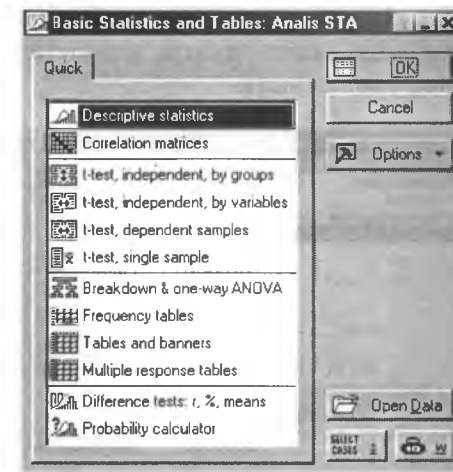 Basic Statistics and Tables: Analis STA
Quick
OK
Descriptive statistics
Cancel
Correlation matrices
Options
t-test, independent, by groups
t-test, independent, by variables
t-test, dependent samples
t-test, single sample
Breakdown & one-way ANOVA
Frequency tables
Tables and banners
Multiple response tables
Difference tests: r, %, means
Open Data
Probability calculator
SELECT CASES
W